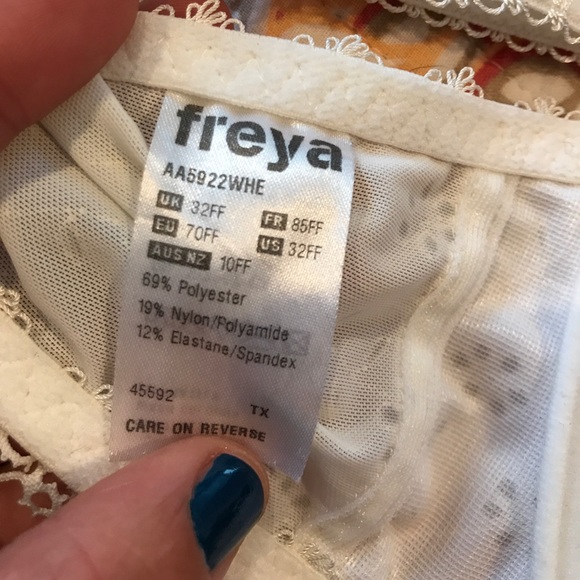 freya
AA5922WHE
UK 32FF FR 85FF
EU 70FF US 32FF
AUS NZ 10FF
69% Polyester
19% Nylon/Polyamide
12% Elastane/Spandex
45592 TX
CARE ON REVERSE